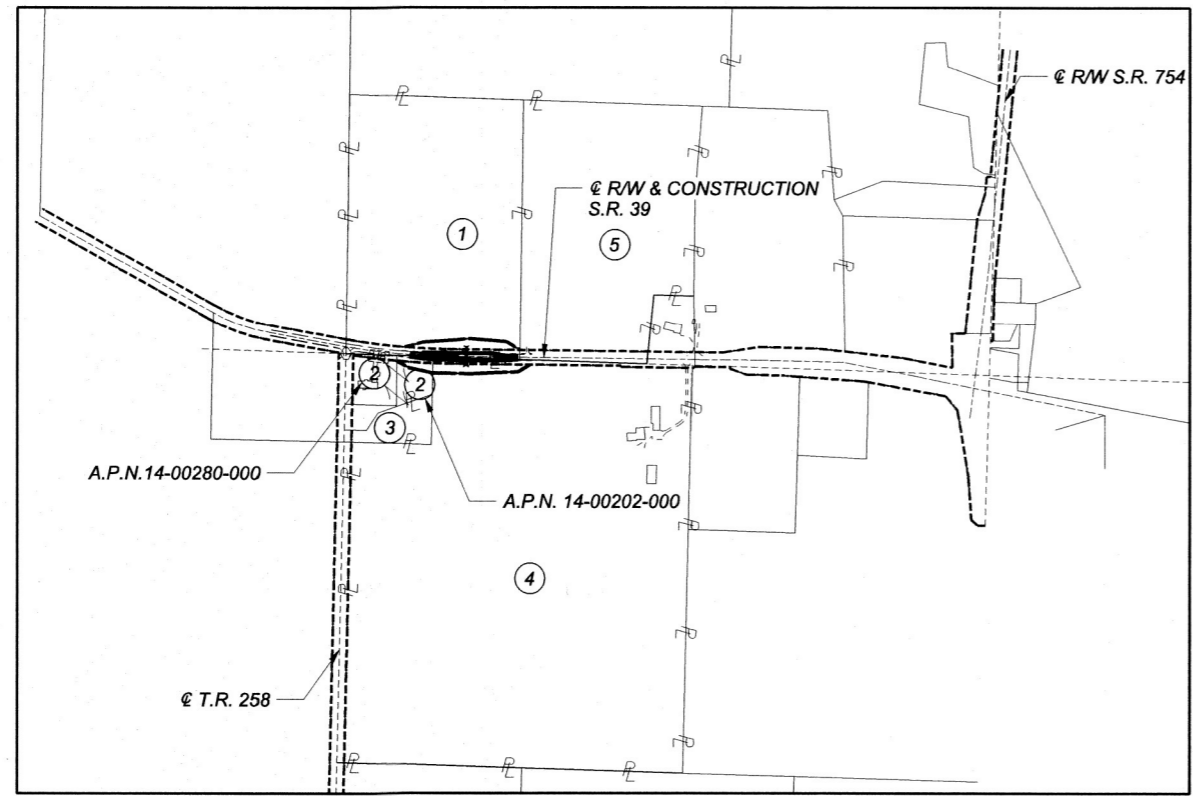 ℄ R/W S.R. 754
℄ R/W & CONSTRUCTION
S.R. 39
1
5
2
2
3
A.P.N.14-00280-000
A.P.N. 14-00202-000
4
℄ T.R. 258